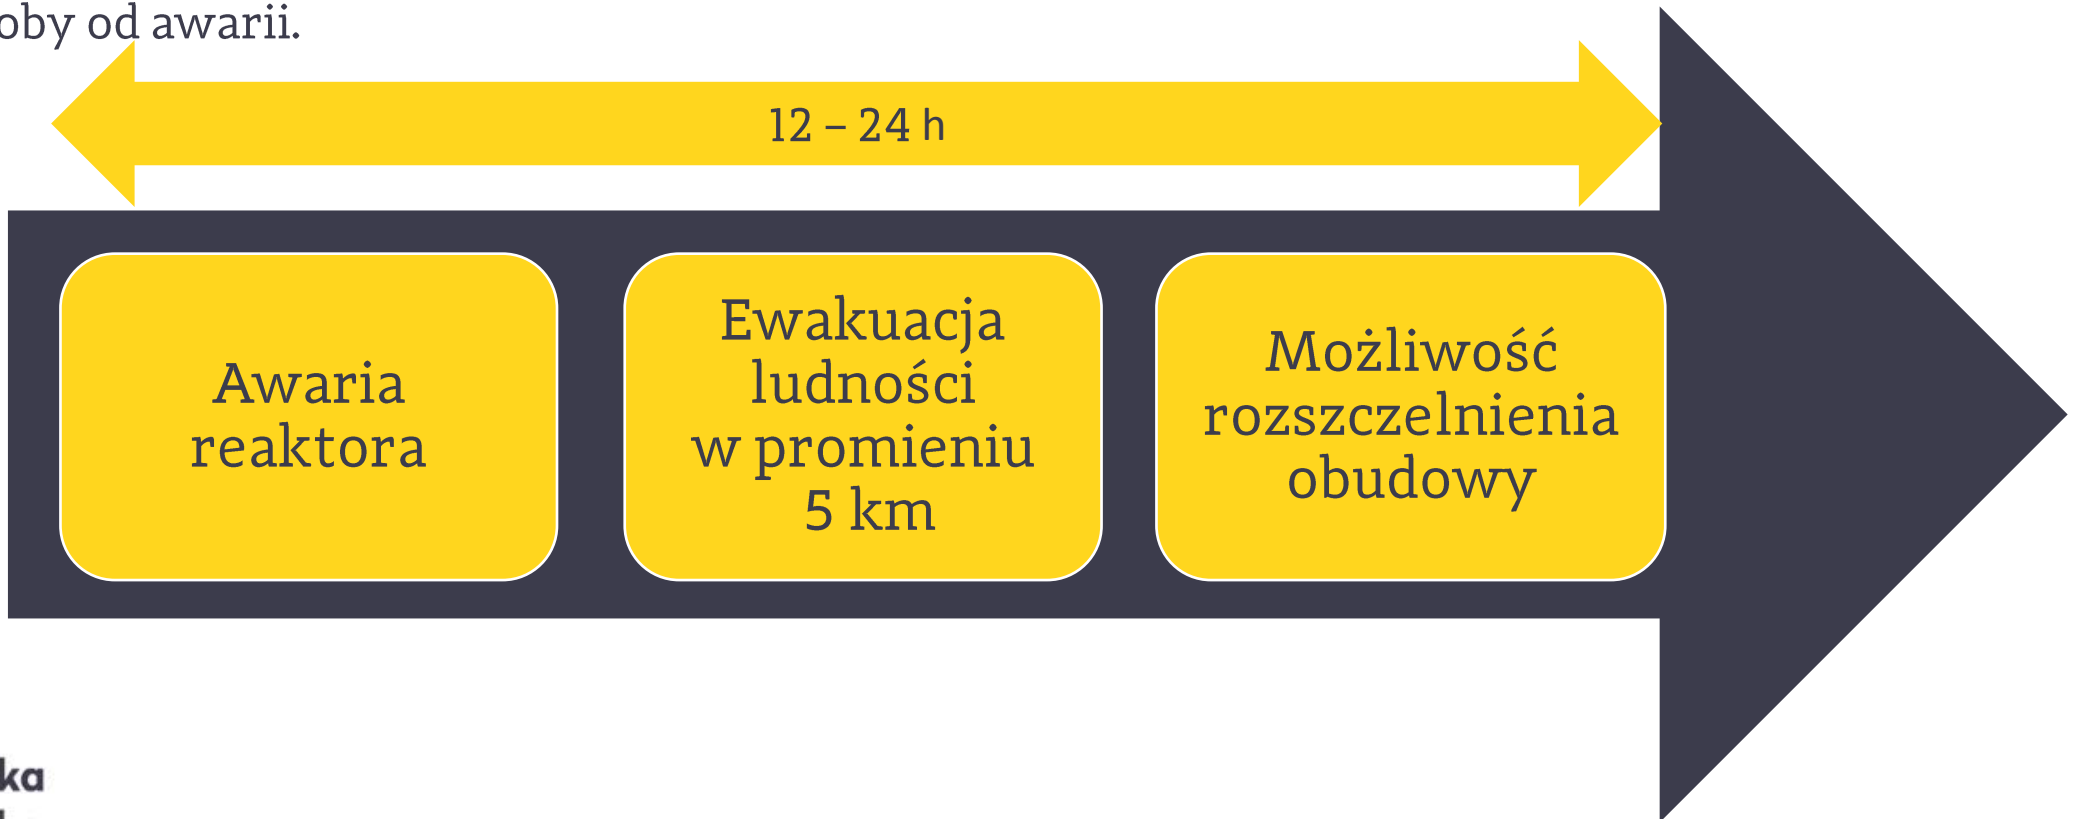 oby od awarii.
12 – 24 h
Awaria
reaktora
Ewakuacja
ludności
w promieniu
5 km
Możliwość
rozszczelnienia
obudowy
ka